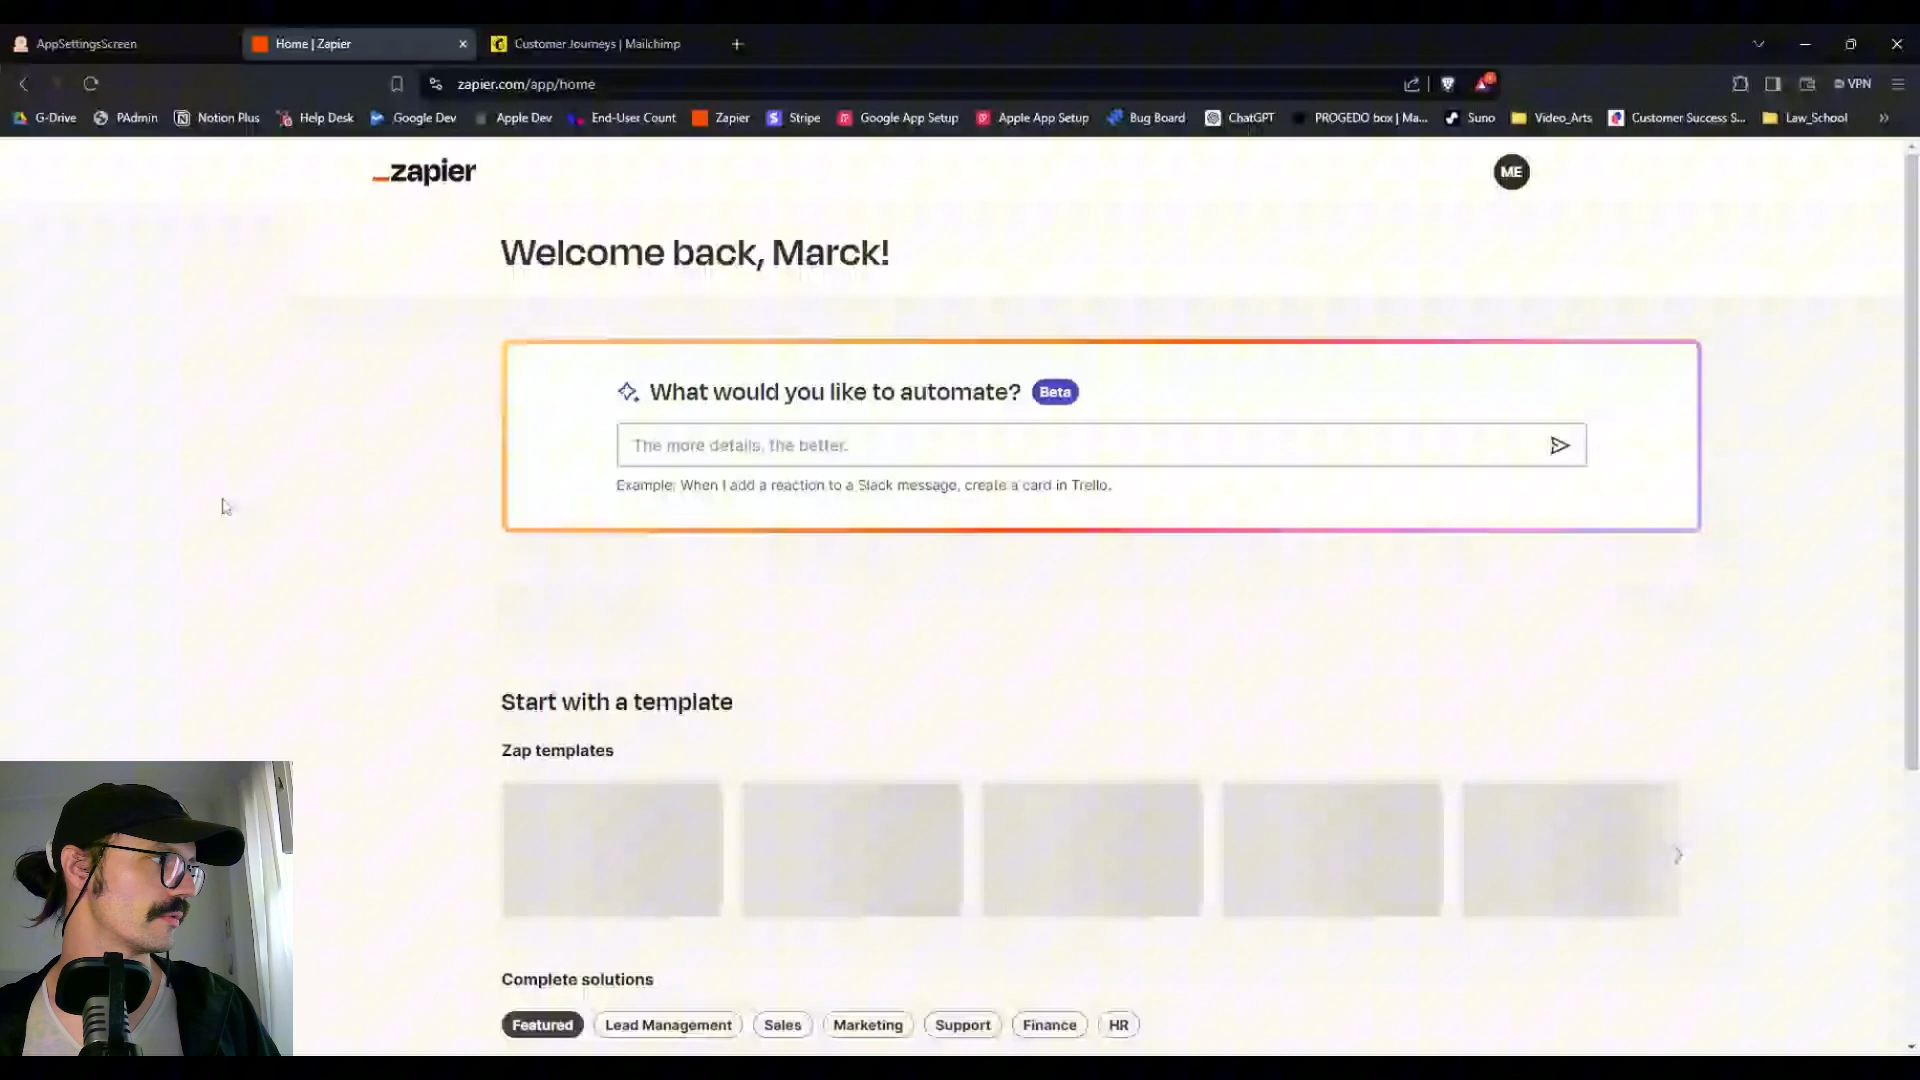 AppSettingsScreen
Home | Zapier
Customer Journeys | Mailchimp
zapier.com/app/home
VPN
G-Drive
PAdmin
Notion Plus
Help Desk
Google Dev
Apple Dev
End-User Count
Zapier
Stripe
Google App Setup
Apple App Setup
Bug Board
ChatGPT
PROGEDO box | Ma...
Suno
Video_Arts
Customer Success S...
Law_School
zapier
ME
Welcome back, Marck!
What would you like to automate? Beta
The more details, the better.
Example: When I add a reaction to a Slack message, create a card in Trello.
Start with a template
Zap templates
Complete solutions
Featured
Lead Management
Sales
Marketing
Support
Finance
HR